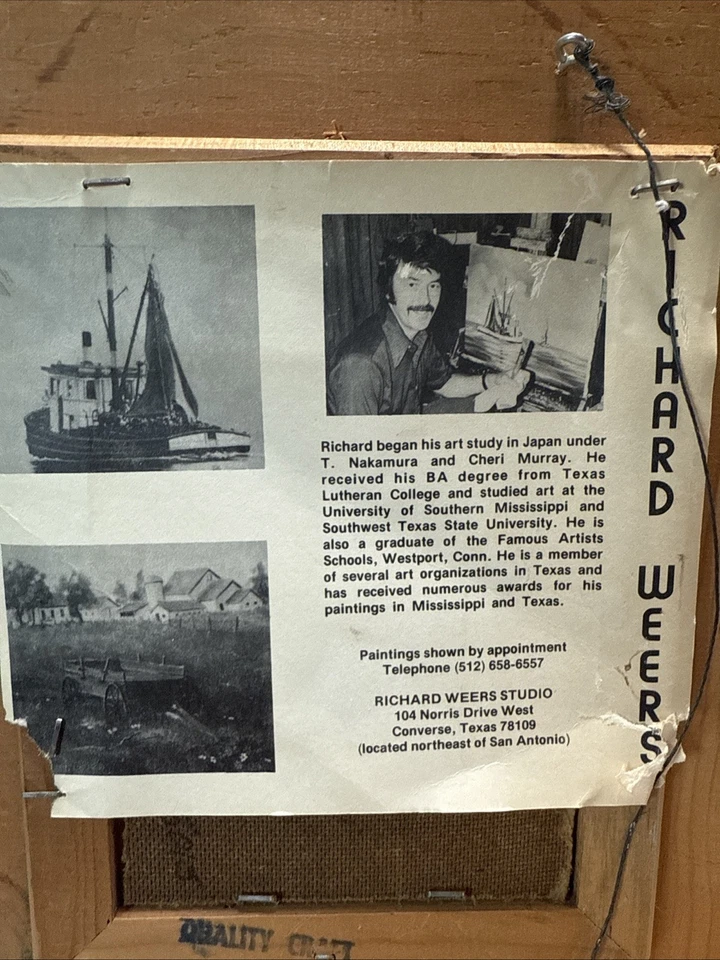 Richard began his art study in Japan under
T. Nakamura and Cheri Murray. He
received his BA degree from Texas
Lutheran College and studied art at the
University of Southern Mississippi and
Southwest Texas State University. He is
also a graduate of the Famous Artists
Schools, Westport, Conn. He is a member
of several art organizations in Texas and
has received numerous awards for his
paintings in Mississippi and Texas.
Paintings shown by appointment
Telephone (512) 658-6557
RICHARD WEERS STUDIO
104 Norris Drive West
Converse, Texas 78109
(located northeast of San Antonio)
RICHARD WEERS
QUALITY CRAFT